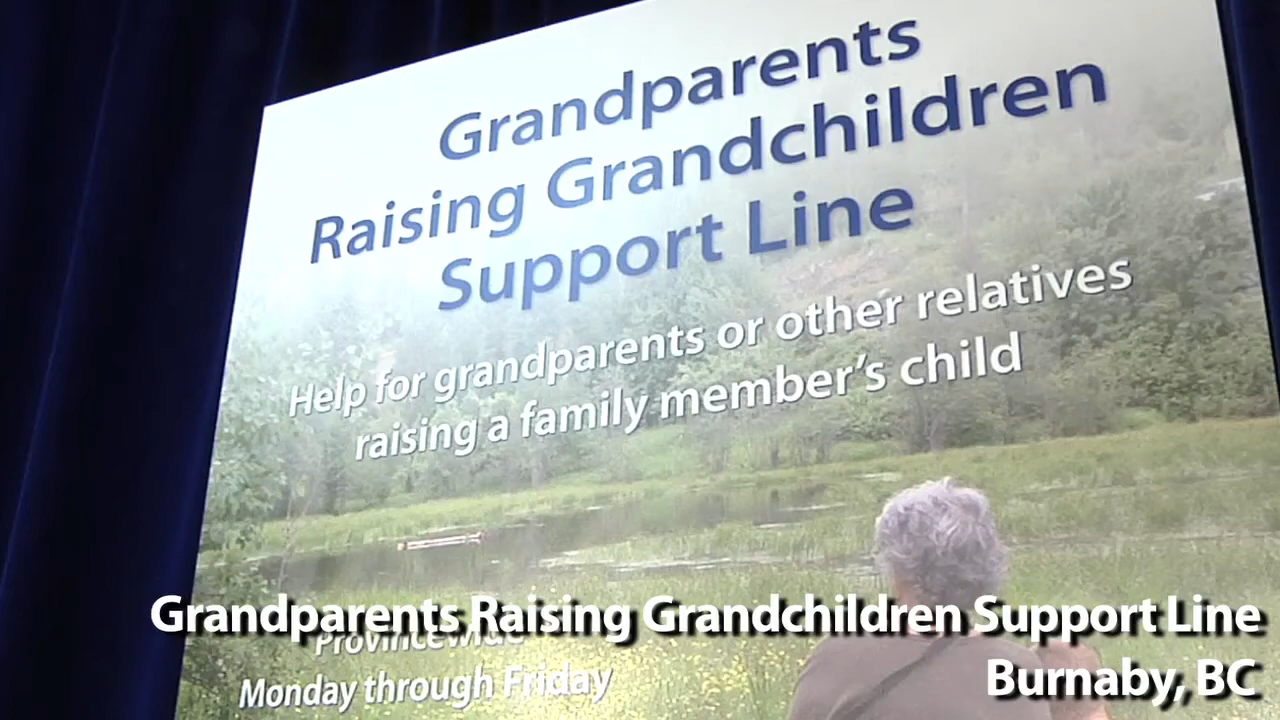 Grandparents
Raising Grandchildren
Support Line
Help for grandparents or other relatives
raising a family member's child
Grandparents Raising Grandchildren Support Line
Provincewide
Monday through Friday
Burnaby, BC